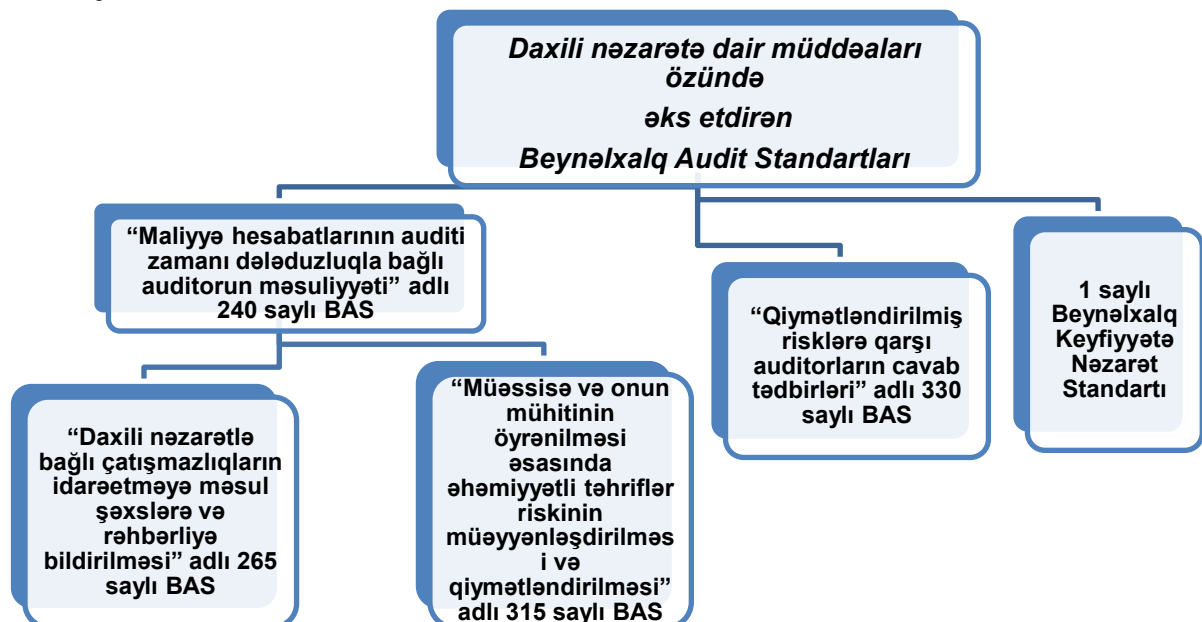 Daxili nəzarətə dair müddəaları
özündə
əks etdirən
Beynəlxalq Audit Standartları
“Maliyyə hesabatlarının auditi
zamanı dələduzluqla bağlı
auditorun məsuliyyəti” adlı
240 saylı BAS
“Qiymətləndirilmiş
risklərə qarşı
auditorların cavab
tədbirləri” adlı 330
saylı BAS
1 saylı
Beynəlxalq
Keyfiyyətə
Nəzarət
Standartı
“Daxili nəzarətlə
bağlı çatışmazlıqların
idarəetməyə məsul
şəxslərə və
rəhbərliyə
bildirilməsi” adlı 265
saylı BAS
“Müəssisə və onun
mühitinin
öyrənilməsi
əsasında
əhəmiyyətli təhriflər
riskinin
müəyyənləşdirilməs
i və
qiymətləndirilməsi”
adlı 315 saylı BAS